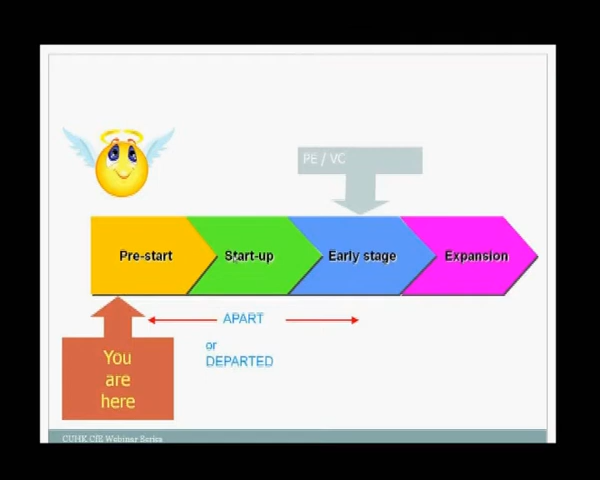 PE / VC
Pre-start
Start-up
Early stage
Expansion
APART
or
DEPARTED
You
are
here
CUHK CIE Webinar Series